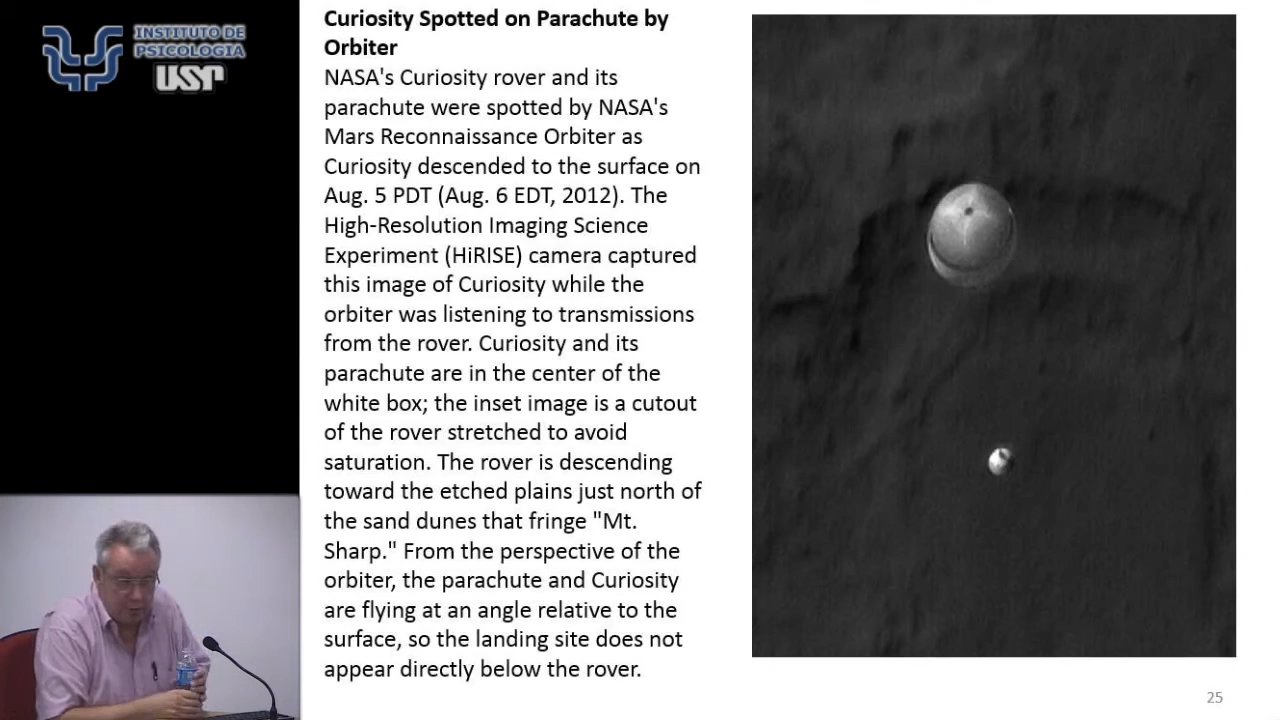 INSTITUTO DE
PSICOLOGIA
USP
Curiosity Spotted on Parachute by
Orbiter
NASA's Curiosity rover and its
parachute were spotted by NASA's
Mars Reconnaissance Orbiter as
Curiosity descended to the surface on
Aug. 5 PDT (Aug. 6 EDT, 2012). The
High-Resolution Imaging Science
Experiment (HiRISE) camera captured
this image of Curiosity while the
orbiter was listening to transmissions
from the rover. Curiosity and its
parachute are in the center of the
white box; the inset image is a cutout
of the rover stretched to avoid
saturation. The rover is descending
toward the etched plains just north of
the sand dunes that fringe "Mt.
Sharp." From the perspective of the
orbiter, the parachute and Curiosity
are flying at an angle relative to the
surface, so the landing site does not
appear directly below the rover.
25